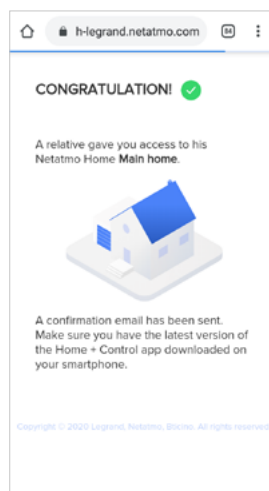 h-legrand.netatmo.com
CONGRATULATION!
A relative gave you access to his
Netatmo Home Main home.
A confirmation email has been sent.
Make sure you have the latest version of
the Home + Control app downloaded on
your smartphone.
Copyright © 2020 Legrand, Netatmo, Bticino. All rights reserved